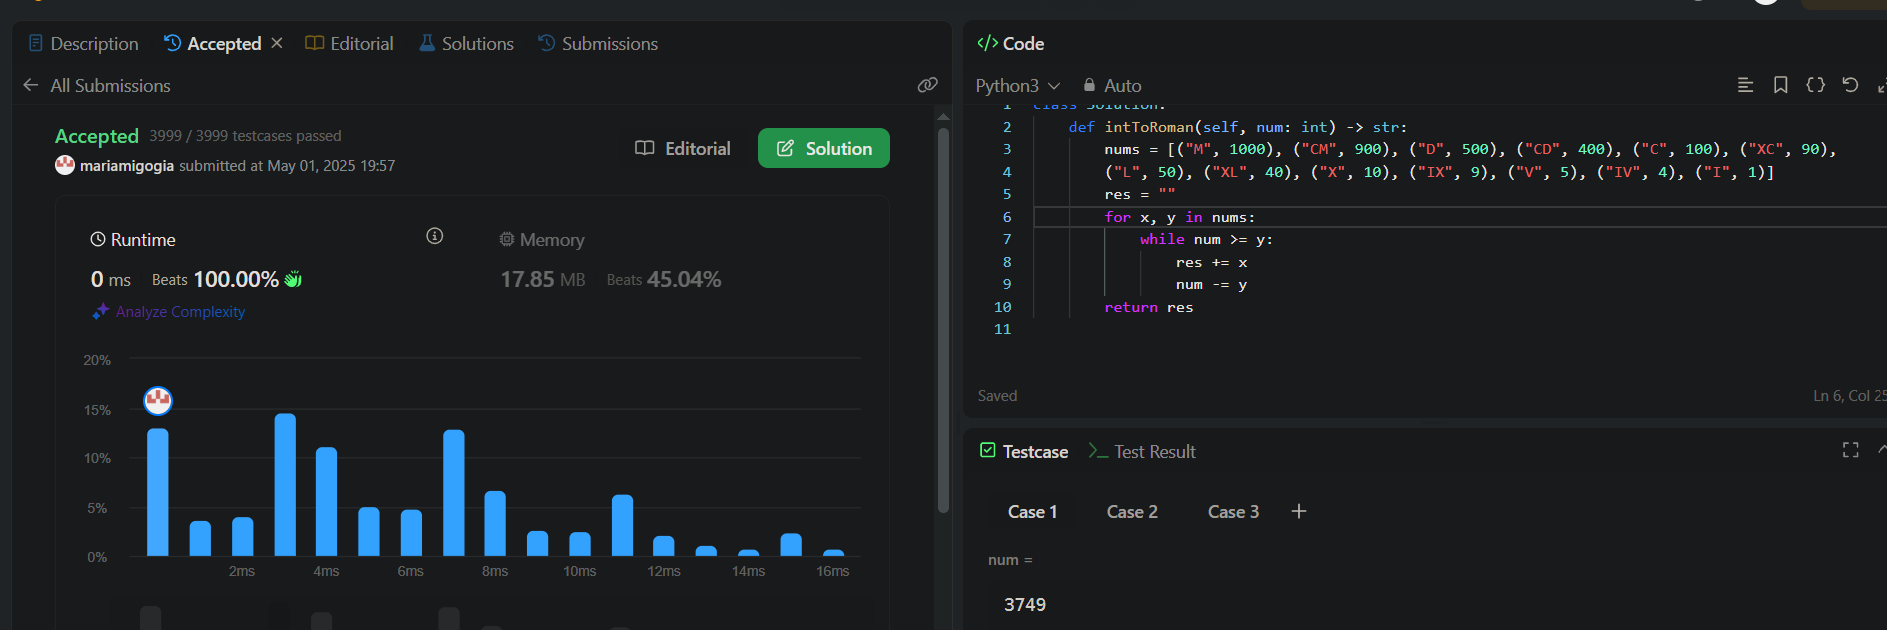 Description
Accepted
Editorial
Solutions
Submissions
All Submissions
Accepted 3999 / 3999 testcases passed
mariamigogia submitted at May 01, 2025 19:57
Editorial
Solution
Runtime
0 ms Beats 100.00%
Analyze Complexity
Memory
17.85 MB Beats 45.04%
20%
15%
10%
5%
0%
2ms 4ms 6ms 8ms 10ms 12ms 14ms 16ms
</> Code
Python3 Auto
1 class Solution:
2 def intToRoman(self, num: int) -> str:
3 nums = [("M", 1000), ("CM", 900), ("D", 500), ("CD", 400), ("C", 100), ("XC", 90),
4 ("L", 50), ("XL", 40), ("X", 10), ("IX", 9), ("V", 5), ("IV", 4), ("I", 1)]
5 res = ""
6 for x, y in nums:
7 while num >= y:
8 res += x
9 num -= y
10 return res
11
Saved
Ln 6, Col 25
Testcase
Test Result
Case 1 Case 2 Case 3 +
num =
3749